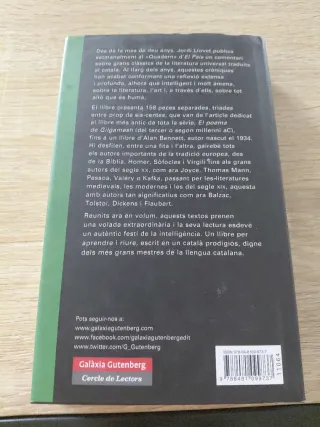 Des de fa més de deu anys, Jordi Llovet publica
setmanalment al «Quadern» d'El País un comentari
sobre grans clàssics de la literatura universal traduïts
al català. Al llarg dels anys, aquestes cròniques
han acabat conformant una reflexió extensa
i profunda, alhora que intel·ligent i molt amena,
sobre la literatura, l'art i, a través d'ells, sobre tot
allò que és humà.
El llibre presenta 158 peces separades, triades
entre prop de sis-centes, que van de l'article dedicat
al llibre més antic de tota la sèrie, El poema
de Gilgamesh (del tercer o segon mil·lenni aC),
fins a un llibre d'Alan Bennett, autor nascut el 1934.
Hi desfilen, entre una fita i l'altra, gairebé tots
els autors importants de la tradició europea, des
de la Bíblia, Homer, Sòfocles i Virgili fins als grans
autors del segle XX, com ara Joyce, Thomas Mann,
Pessoa, Valéry o Kafka, passant per les literatures
medievals, les modernes i les del segle XIX, aquesta
amb autors tan significatius com ara Balzac,
Tolstoi, Dickens i Flaubert.
Reunits ara en volum, aquests textos prenen
una volada extraordinària i la seva lectura esdevé
un autèntic festí de la intel·ligència. Un llibre per
aprendre i riure, escrit en un català prodigiós, digne
dels més grans mestres de la llengua catalana.
Pots seguir-nos a:
www.galaxiagutenberg.com
www.facebook.com/galaxiagutenbergedit
www.twitter.com/G_Gutenberg
Galàxia Gutenberg
Cercle de Lectors
11664